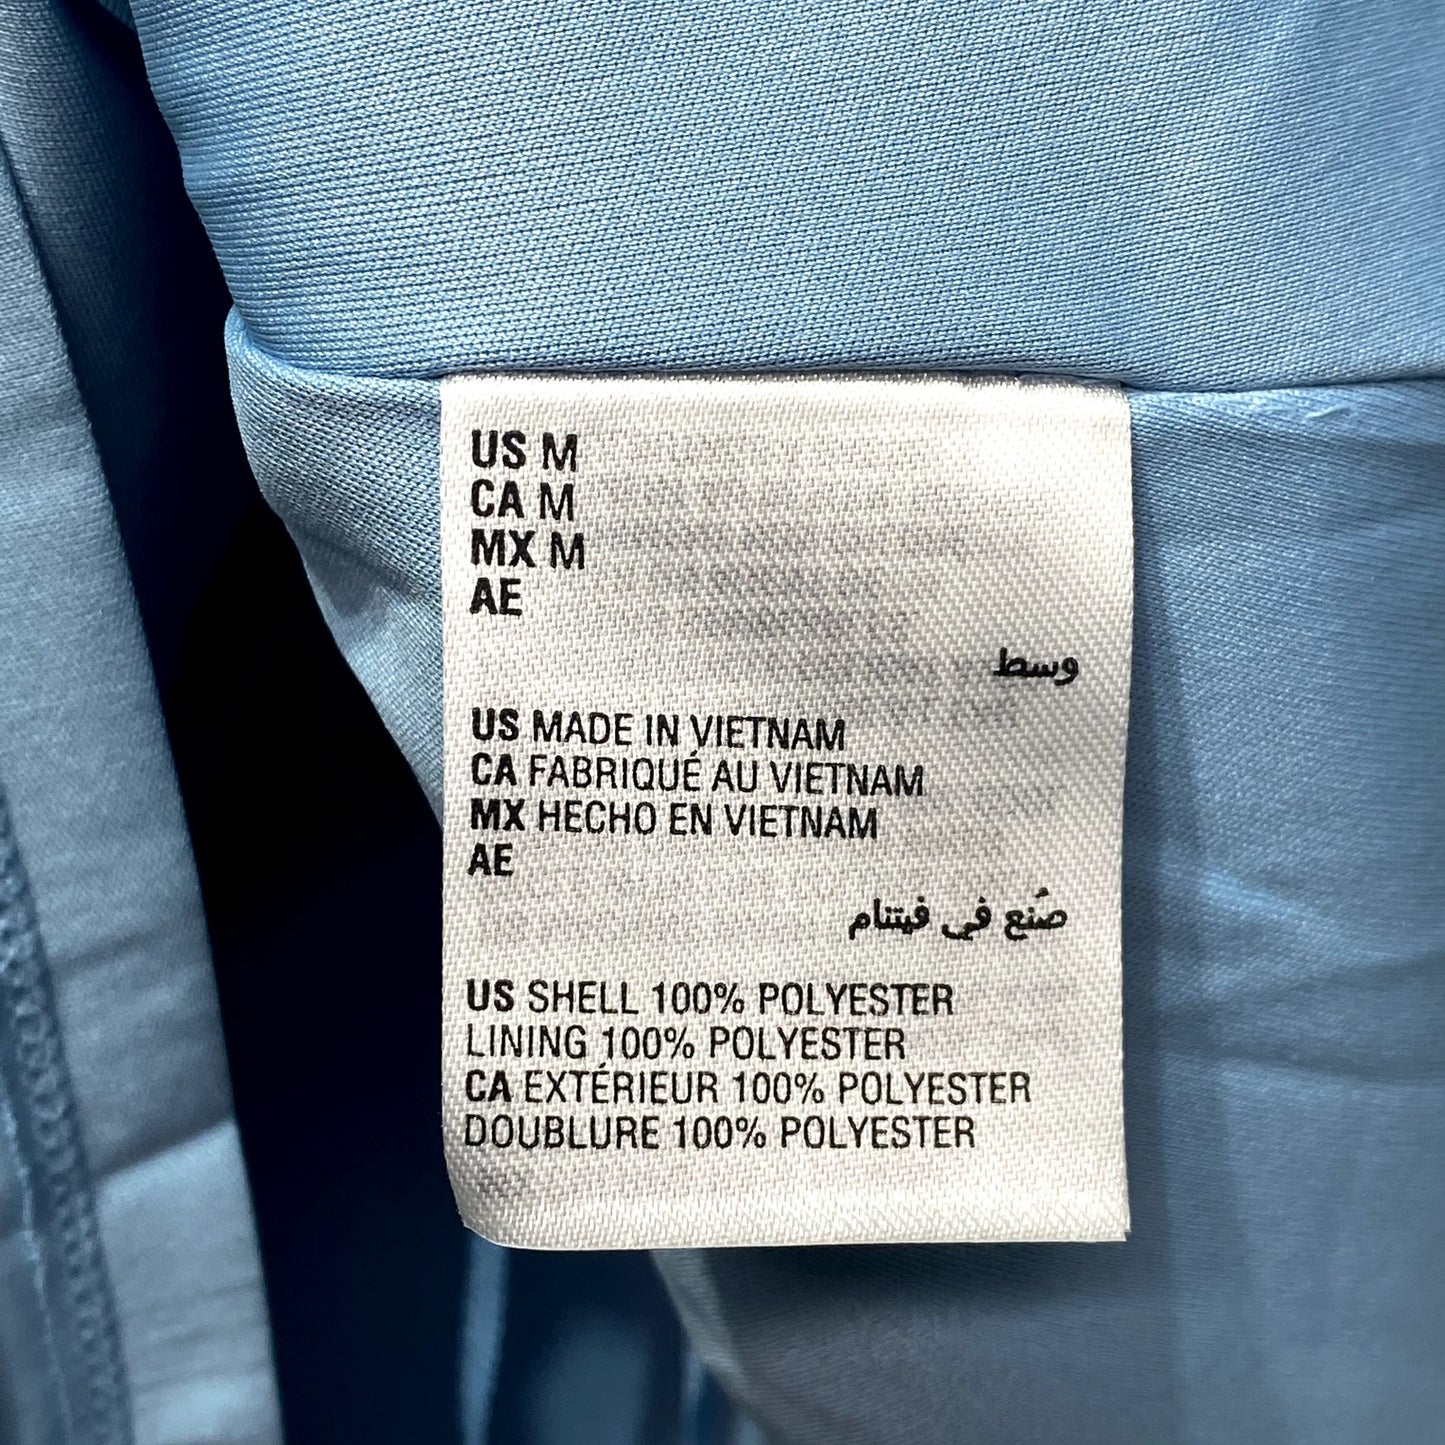 US M
CA M
MX M
AE
وسط
US MADE IN VIETNAM
CA FABRIQUÉ AU VIETNAM
MX HECHO EN VIETNAM
AE
صُنع في فيتنام
US SHELL 100% POLYESTER
LINING 100% POLYESTER
CA EXTÉRIEUR 100% POLYESTER
DOUBLURE 100% POLYESTER